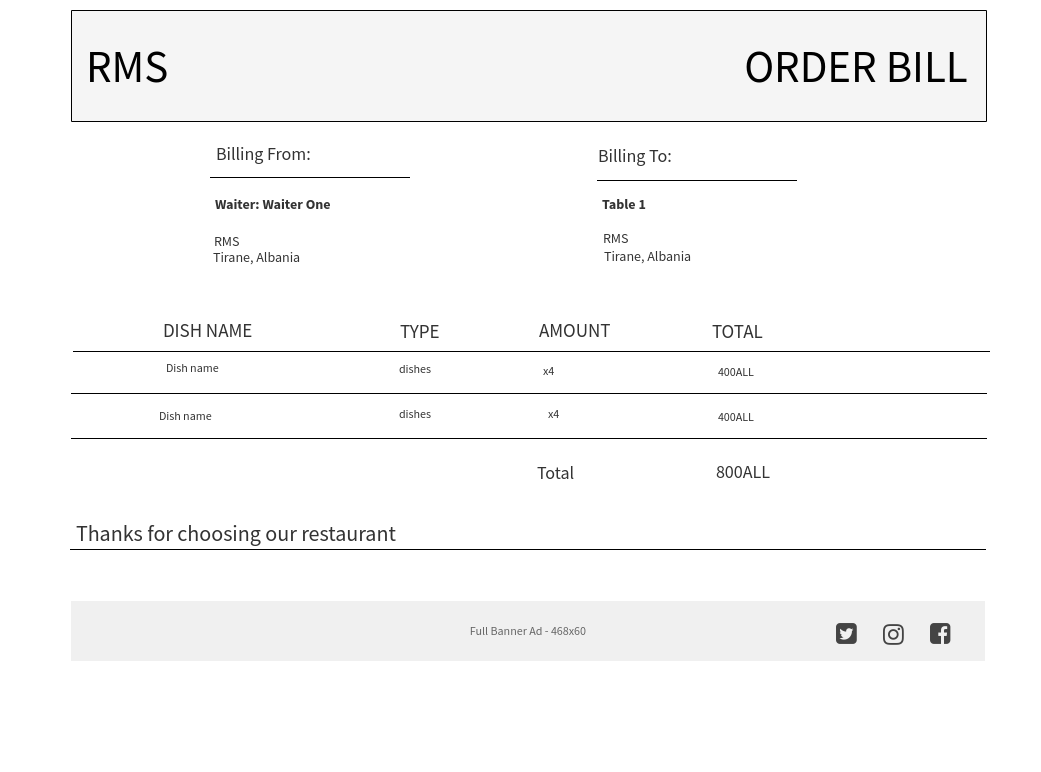 RMS ORDER BILL
Billing From: Billing To:
Waiter: Waiter One Table 1
RMS RMS
Tirane, Albania Tirane, Albania
DISH NAME TYPE AMOUNT TOTAL
Dish name dishes x4 400ALL
Dish name dishes x4 400ALL
Total 800ALL
Thanks for choosing our restaurant
Full Banner Ad - 468x60